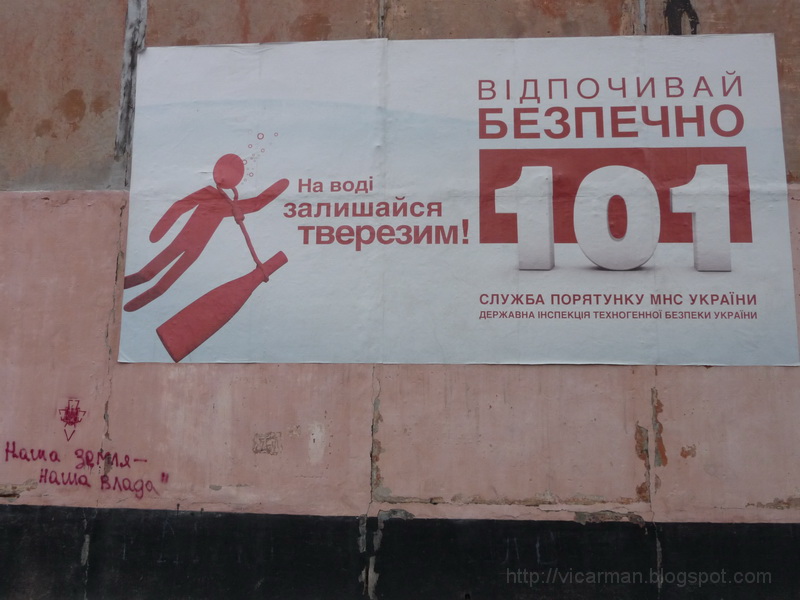 ВІДПОЧИВАЙ
БЕЗПЕЧНО
101
На воді
залишайся
тверезим!
СЛУЖБА ПОРЯТУНКУ МНС УКРАЇНИ
ДЕРЖАВНА ІНСПЕКЦІЯ ТЕХНОГЕННОЇ БЕЗПЕКИ УКРАЇНИ
Наша земля—
наша влада"
http://vicarman.blogspot.com